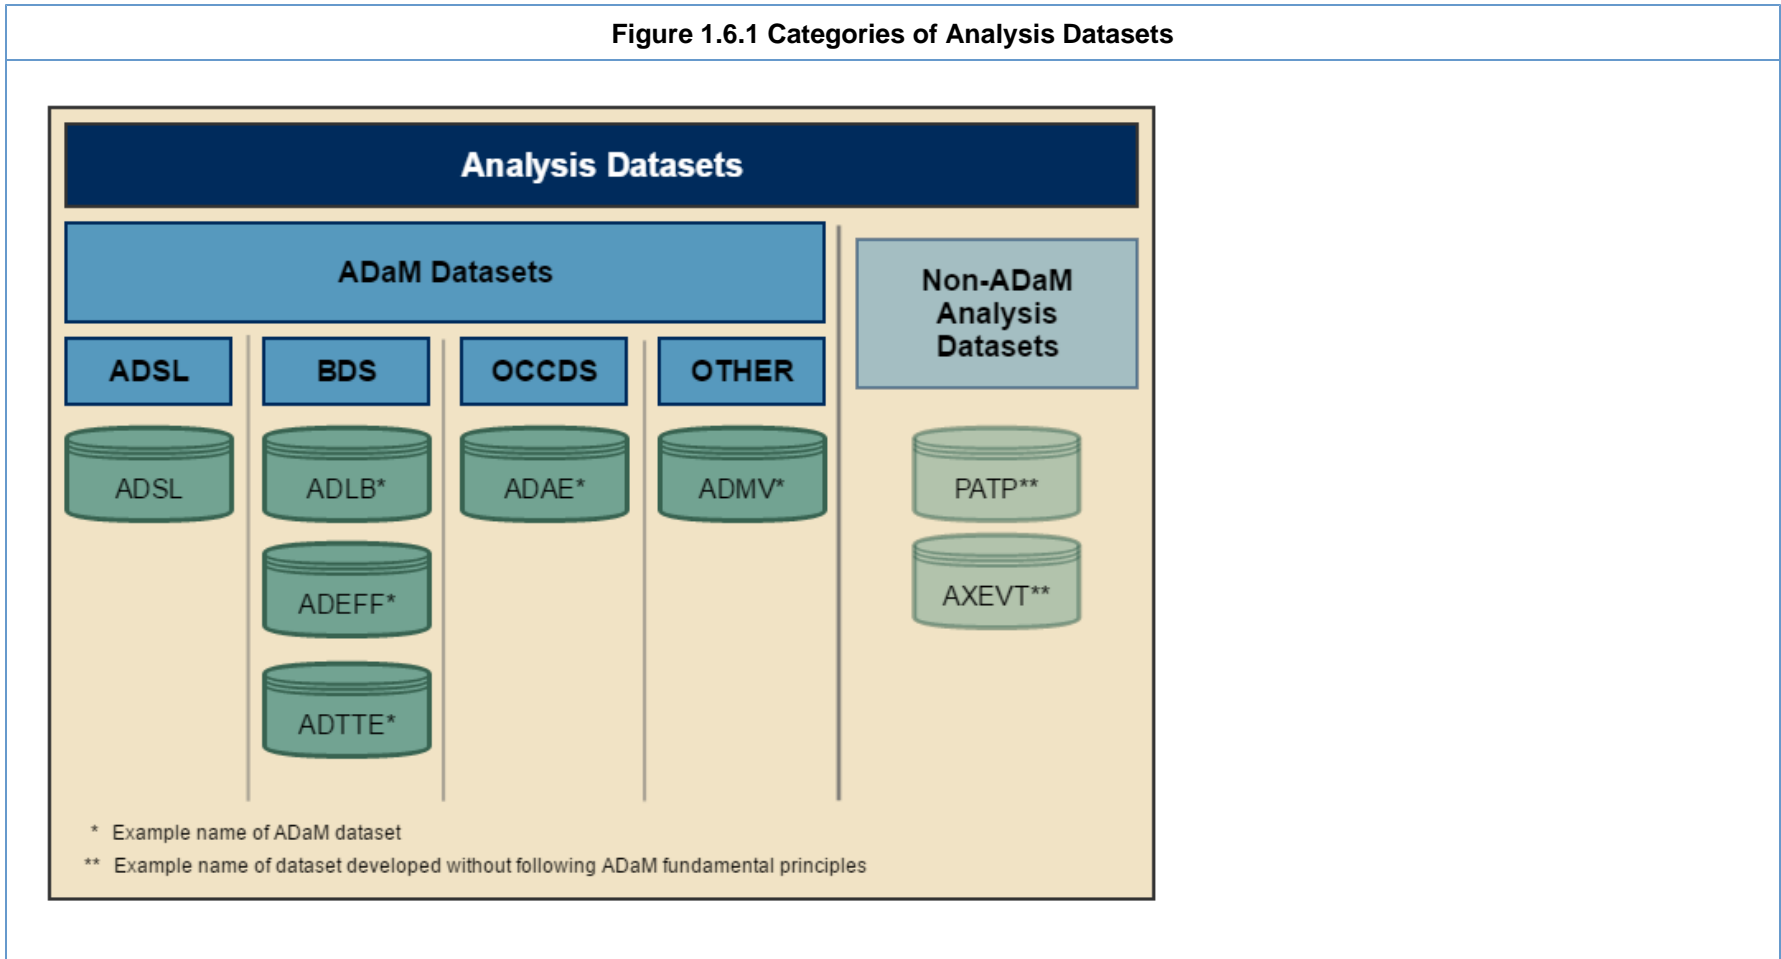 Figure 1.6.1 Categories of Analysis Datasets
Analysis Datasets
ADaM Datasets
Non-ADaM
Analysis
Datasets
ADSL
BDS
OCCDS
OTHER
ADSL
ADLB*
ADAE*
ADMV*
PATP**
ADEFF*
AXEVT**
ADTTE*
* Example name of ADaM dataset
** Example name of dataset developed without following ADaM fundamental principles